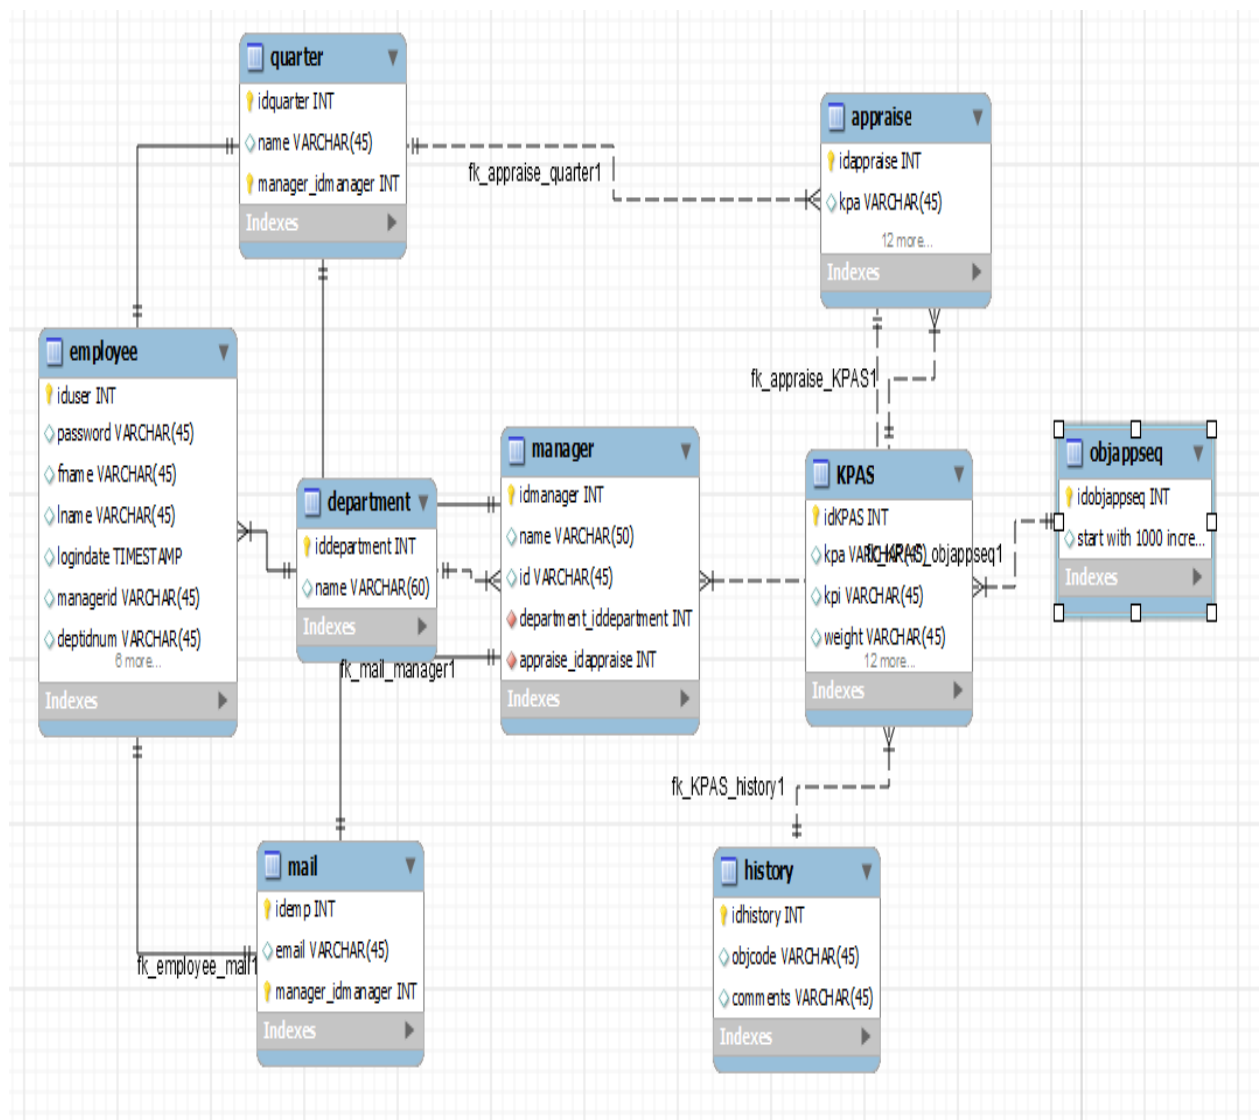 quarter
idquarter INT
name VARCHAR(45)
manager_idmanager INT
Indexes
fk_appraise_quarter1
appraise
idappraise INT
kpa VARCHAR(45)
12 more...
Indexes
employee
iduser INT
password VARCHAR(45)
fname VARCHAR(45)
lname VARCHAR(45)
logindate TIMESTAMP
managerid VARCHAR(45)
deptidnum VARCHAR(45)
6 more...
Indexes
fk_appraise_KPAS1
department
iddepartment INT
name VARCHAR(60)
Indexes
manager
idmanager INT
name VARCHAR(50)
id VARCHAR(45)
department_iddepartment INT
appraise_idappraise INT
Indexes
KPAS
idKPAS INT
kpa VARCHAR(45)
fk_KPAS_objappseq1
kpi VARCHAR(45)
weight VARCHAR(45)
12 more...
Indexes
objappseq
idobjappseq INT
start with 1000 incre...
Indexes
fk_mail_manager1
fk_KPAS_history1
mail
idemp INT
email VARCHAR(45)
manager_idmanager INT
Indexes
fk_employee_mail1
history
idhistory INT
objcode VARCHAR(45)
comments VARCHAR(45)
Indexes